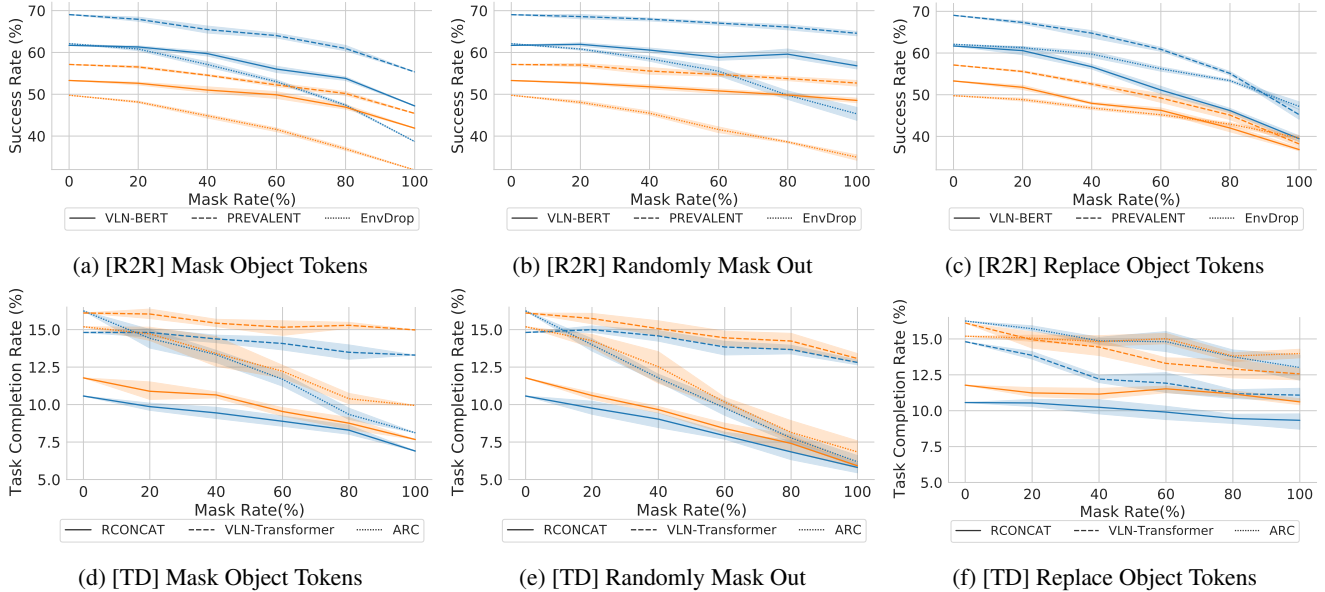 Success Rate (%)
70
60
50
40
0 20 40 60 80 100
Mask Rate(%)
VLN-BERT PREVALENT EnvDrop
(a) [R2R] Mask Object Tokens
Success Rate (%)
70
60
50
40
0 20 40 60 80 100
Mask Rate(%)
VLN-BERT PREVALENT EnvDrop
(b) [R2R] Randomly Mask Out
Success Rate (%)
70
60
50
40
0 20 40 60 80 100
Mask Rate(%)
VLN-BERT PREVALENT EnvDrop
(c) [R2R] Replace Object Tokens
Task Completion Rate (%)
15.0
12.5
10.0
7.5
5.0
0 20 40 60 80 100
Mask Rate(%)
RCONCAT VLN-Transformer ARC
(d) [TD] Mask Object Tokens
Task Completion Rate (%)
15.0
12.5
10.0
7.5
5.0
0 20 40 60 80 100
Mask Rate(%)
RCONCAT VLN-Transformer ARC
(e) [TD] Randomly Mask Out
Task Completion Rate (%)
15.0
12.5
10.0
7.5
5.0
0 20 40 60 80 100
Mask Rate(%)
RCONCAT VLN-Transformer ARC
(f) [TD] Replace Object Tokens